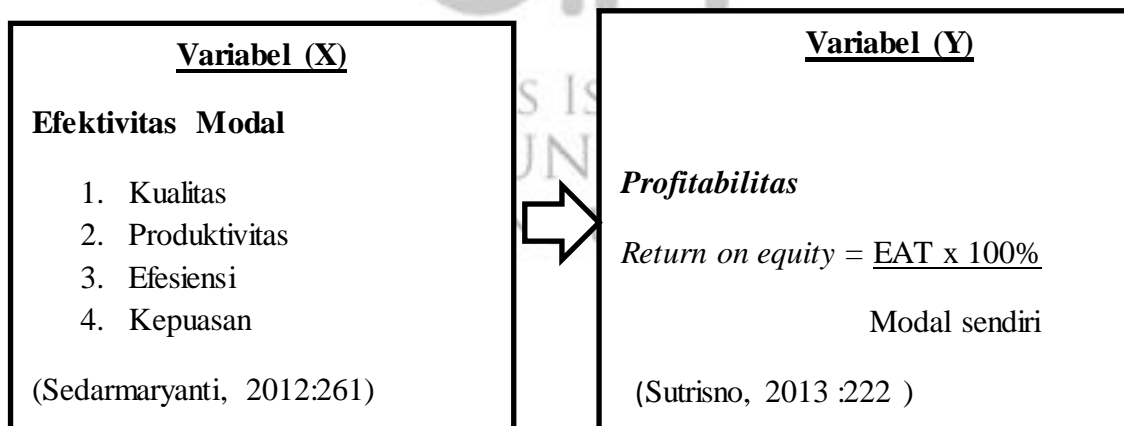 Variabel (X)
Efektivitas Modal
1. Kualitas
2. Produktivitas
3. Efesiensi
4. Kepuasan
(Sedarmaryanti, 2012:261)
Variabel (Y)
Profitabilitas
Return on equity = EAT x 100%
Modal sendiri
(Sutrisno, 2013 :222 )